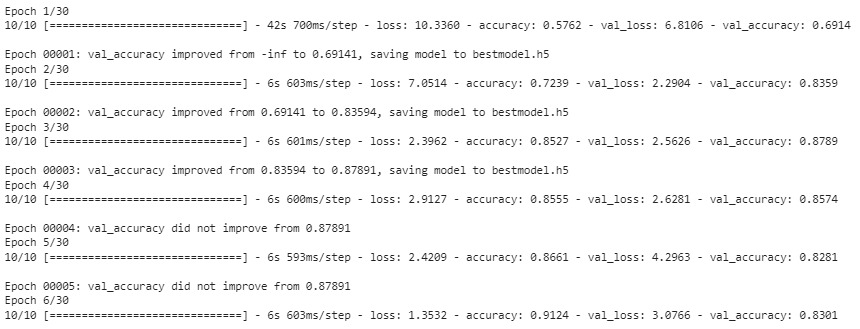 Epoch 1/30
10/10 [==============================] - 42s 700ms/step - loss: 10.3360 - accuracy: 0.5762 - val_loss: 6.8106 - val_accuracy: 0.6914
Epoch 00001: val_accuracy improved from -inf to 0.69141, saving model to bestmodel.h5
Epoch 2/30
10/10 [==============================] - 6s 603ms/step - loss: 7.0514 - accuracy: 0.7239 - val_loss: 2.2904 - val_accuracy: 0.8359
Epoch 00002: val_accuracy improved from 0.69141 to 0.83594, saving model to bestmodel.h5
Epoch 3/30
10/10 [==============================] - 6s 601ms/step - loss: 2.3962 - accuracy: 0.8527 - val_loss: 2.5626 - val_accuracy: 0.8789
Epoch 00003: val_accuracy improved from 0.83594 to 0.87891, saving model to bestmodel.h5
Epoch 4/30
10/10 [==============================] - 6s 600ms/step - loss: 2.9127 - accuracy: 0.8555 - val_loss: 2.6281 - val_accuracy: 0.8574
Epoch 00004: val_accuracy did not improve from 0.87891
Epoch 5/30
10/10 [==============================] - 6s 593ms/step - loss: 2.4209 - accuracy: 0.8661 - val_loss: 4.2963 - val_accuracy: 0.8281
Epoch 00005: val_accuracy did not improve from 0.87891
Epoch 6/30
10/10 [==============================] - 6s 603ms/step - loss: 1.3532 - accuracy: 0.9124 - val_loss: 3.0766 - val_accuracy: 0.8301